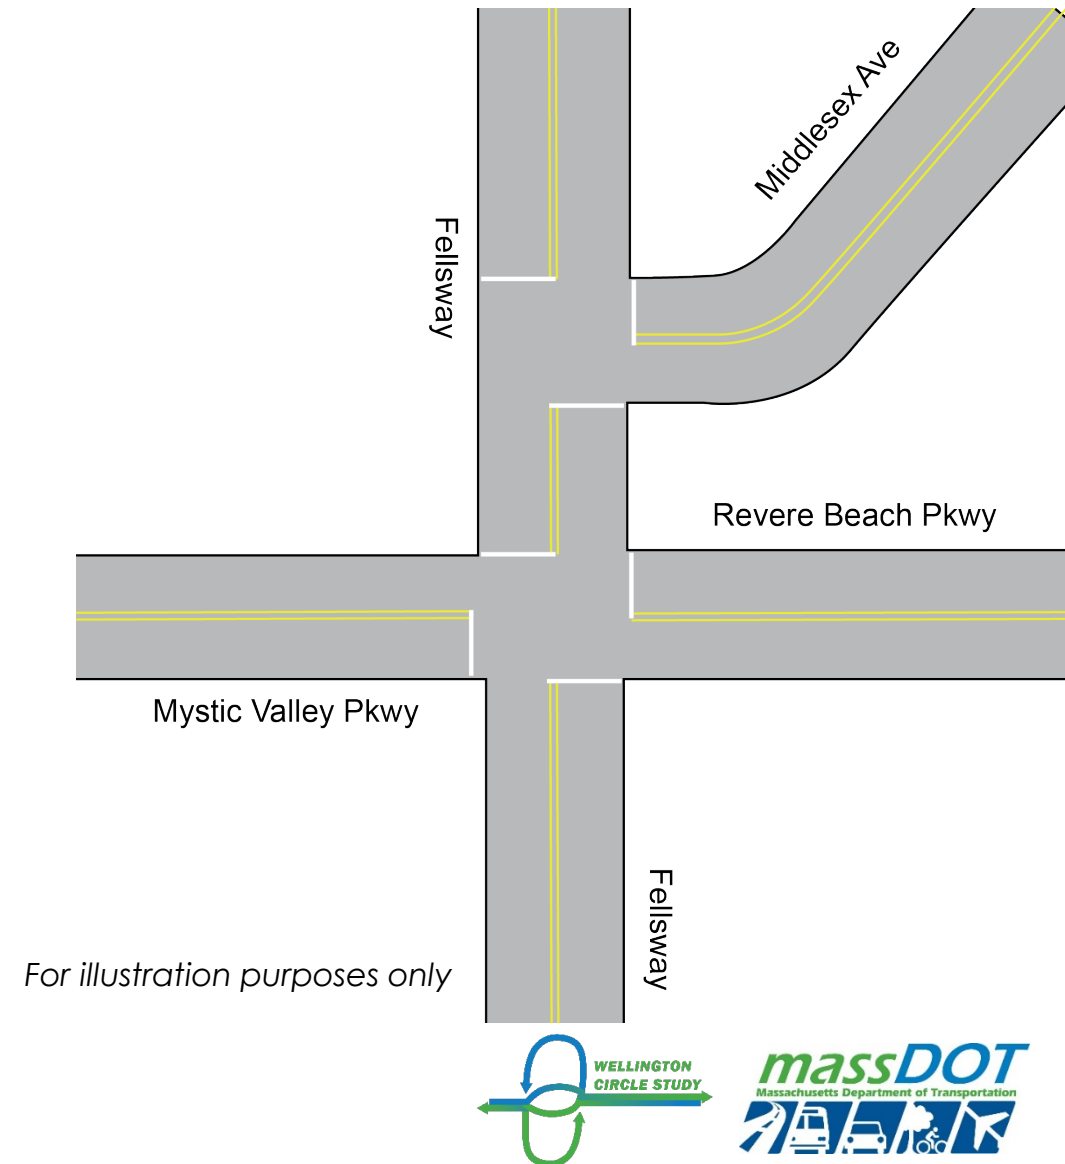 Middlesex Ave
Fellsway
Revere Beach Pkwy
Mystic Valley Pkwy
Fellsway
For illustration purposes only
WELLINGTON
CIRCLE STUDY
massDOT
Massachusetts Department of Transportation